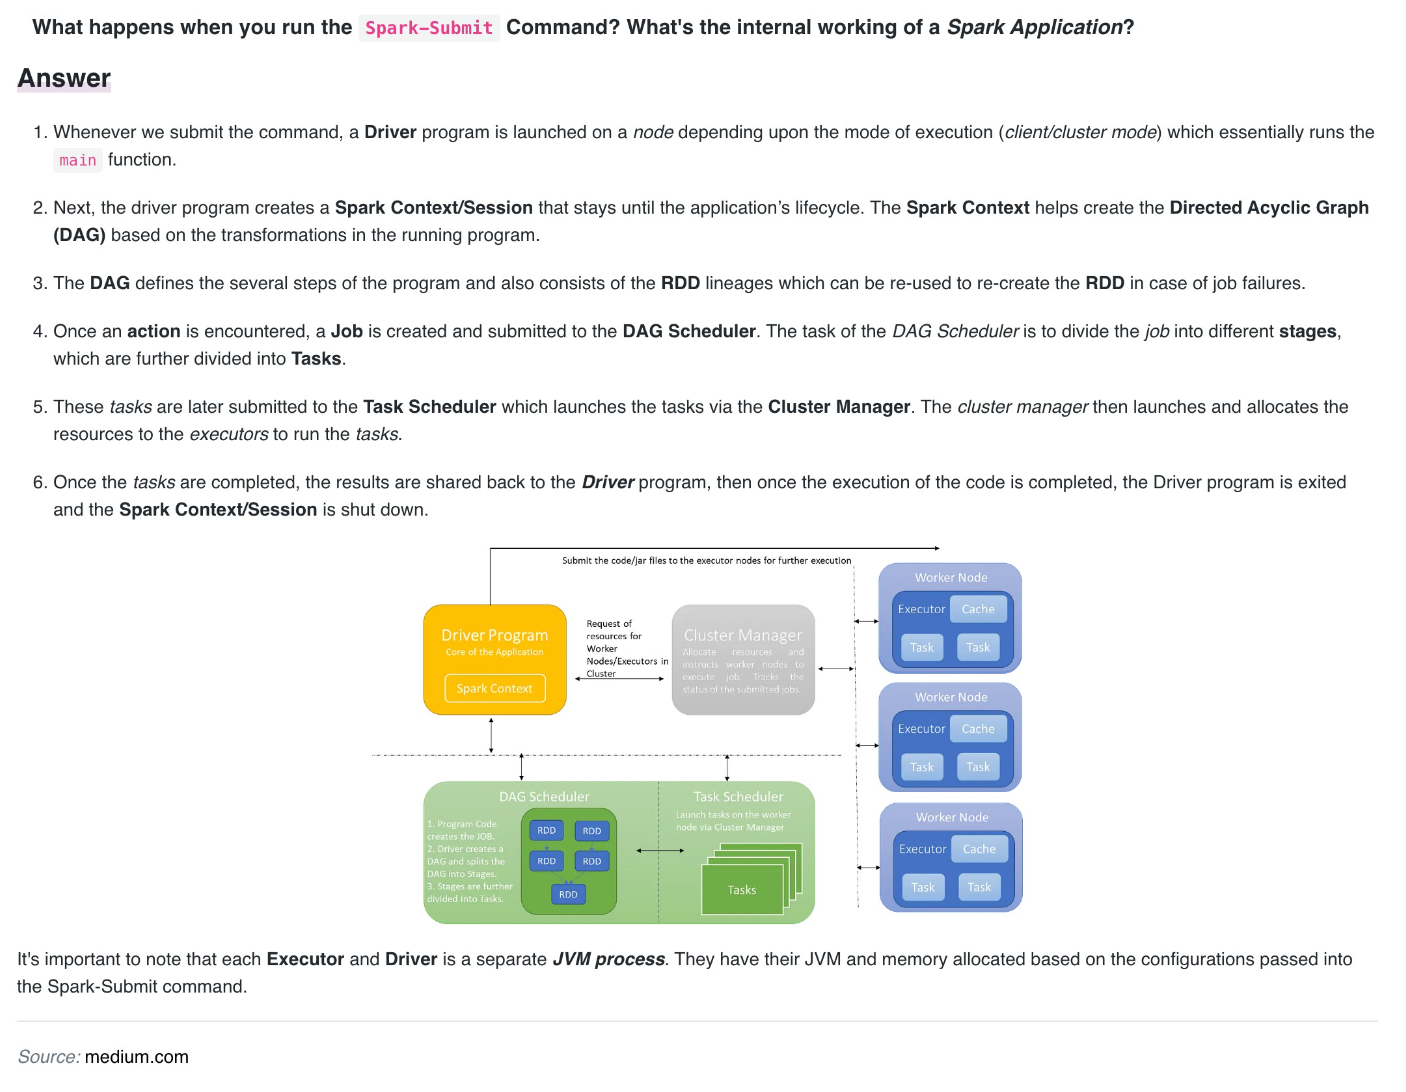 What happens when you run the Spark-Submit Command? What's the internal working of a Spark Application?
Answer
1. Whenever we submit the command, a Driver program is launched on a node depending upon the mode of execution (client/cluster mode) which essentially runs the
main function.
2. Next, the driver program creates a Spark Context/Session that stays until the application's lifecycle. The Spark Context helps create the Directed Acyclic Graph
(DAG) based on the transformations in the running program.
3. The DAG defines the several steps of the program and also consists of the RDD lineages which can be re-used to re-create the RDD in case of job failures.
4. Once an action is encountered, a Job is created and submitted to the DAG Scheduler. The task of the DAG Scheduler is to divide the job into different stages,
which are further divided into Tasks.
5. These tasks are later submitted to the Task Scheduler which launches the tasks via the Cluster Manager. The cluster manager then launches and allocates the
resources to the executors to run the tasks.
6. Once the tasks are completed, the results are shared back to the Driver program, then once the execution of the code is completed, the Driver program is exited
and the Spark Context/Session is shut down.
Submit the code/jar files to the executor nodes for further execution
Driver Program
Core of the Application
Spark Context
Request of
resources for
Worker
Nodes/Executors in
Cluster
Cluster Manager
Allocate resources and
instructs worker nodes to
execute job. Tracks the
status of the submitted jobs.
Worker Node
Executor
Cache
Task
Task
Worker Node
Executor
Cache
Task
Task
Worker Node
Executor
Cache
Task
Task
DAG Scheduler
1. Program Code
creates the JOB.
2. Driver creates a
DAG and splits the
DAG into Stages.
3. Stages are further
divided into Tasks.
RDD
RDD
RDD
RDD
RDD
Task Scheduler
Launch tasks on the worker
node via Cluster Manager
Tasks
It's important to note that each Executor and Driver is a separate JVM process. They have their JVM and memory allocated based on the configurations passed into
the Spark-Submit command.
Source: medium.com